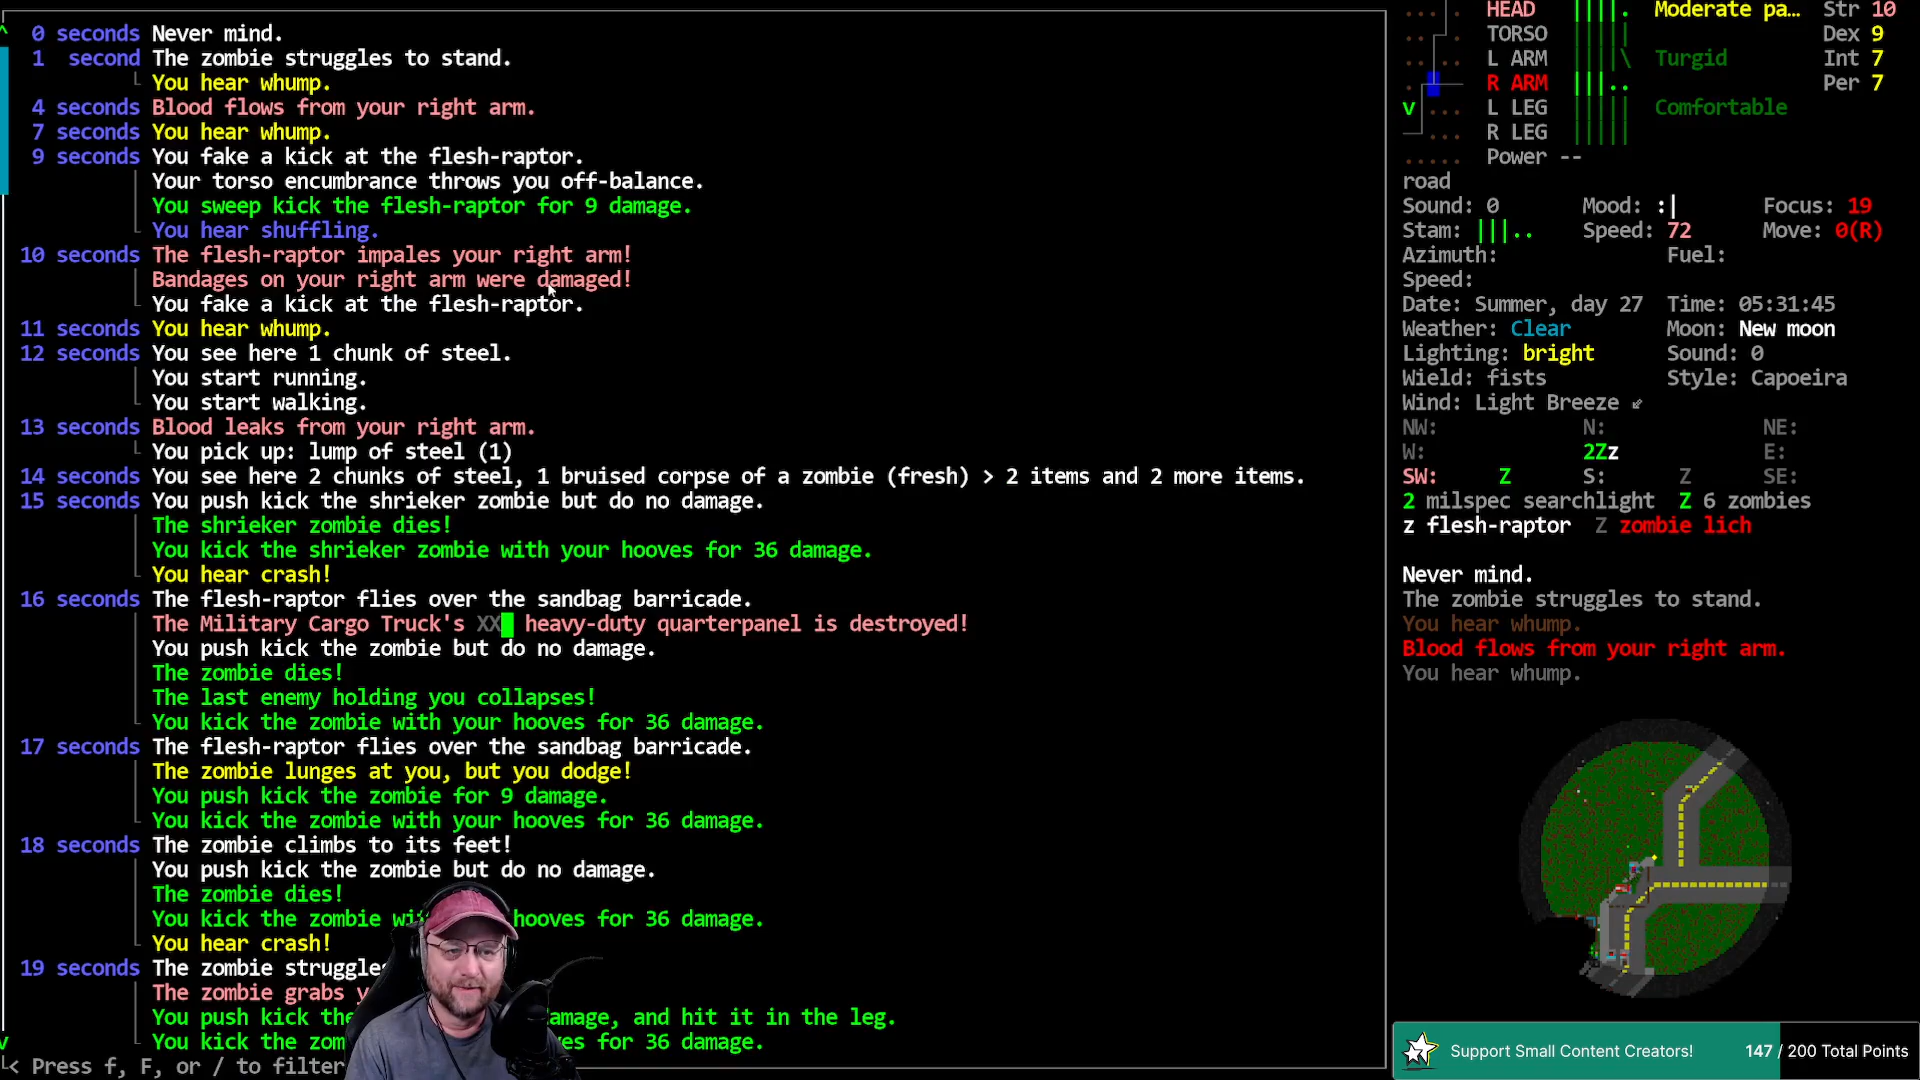 0 seconds Never mind.
1 second The zombie struggles to stand.
You hear whump.
4 seconds Blood flows from your right arm.
7 seconds You hear whump.
9 seconds You fake a kick at the flesh-raptor.
Your torso encumbrance throws you off-balance.
You sweep kick the flesh-raptor for 9 damage.
You hear shuffling.
10 seconds The flesh-raptor impales your right arm!
Bandages on your right arm were damaged!
You fake a kick at the flesh-raptor.
11 seconds You hear whump.
12 seconds You see here 1 chunk of steel.
You start running.
You start walking.
13 seconds Blood leaks from your right arm.
You pick up: lump of steel (1)
14 seconds You see here 2 chunks of steel, 1 bruised corpse of a zombie (fresh) > 2 items and 2 more items.
15 seconds You push kick the shrieker zombie but do no damage.
The shrieker zombie dies!
You kick the shrieker zombie with your hooves for 36 damage.
You hear crash!
16 seconds The flesh-raptor flies over the sandbag barricade.
The Military Cargo Truck's XX heavy-duty quarterpanel is destroyed!
You push kick the zombie but do no damage.
The zombie dies!
The last enemy holding you collapses!
You kick the zombie with your hooves for 36 damage.
17 seconds The flesh-raptor flies over the sandbag barricade.
The zombie lunges at you, but you dodge!
You push kick the zombie for 9 damage.
You kick the zombie with your hooves for 36 damage.
18 seconds The zombie climbs to its feet!
You push kick the zombie but do no damage.
The zombie dies!
You kick the zombie hooves for 36 damage.
You hear crash!
19 seconds The zombie struggles
The zombie grabs
You push kick the amage, and hit it in the leg.
You kick the zom es for 36 damage.
< Press f, F, or / to filter
HEAD ||||. Moderate pa… Str 10
TORSO ||||| Dex 9
L ARM ||||\ Turgid Int 7
R ARM |||.. Per 7
L LEG ||||| Comfortable
R LEG |||||
Power --
road
Sound: 0 Mood: :| Focus: 19
Stam: |||.. Speed: 72 Move: 0(R)
Azimuth: Fuel:
Speed:
Date: Summer, day 27 Time: 05:31:45
Weather: Clear Moon: New moon
Lighting: bright Sound: 0
Wield: fists Style: Capoeira
Wind: Light Breeze ↙
NW: N: NE:
W: 2Zz E:
SW: Z S: Z SE:
2 milspec searchlight Z 6 zombies
z flesh-raptor Z zombie lich
Never mind.
The zombie struggles to stand.
You hear whump.
Blood flows from your right arm.
You hear whump.
Support Small Content Creators! 147 / 200 Total Points